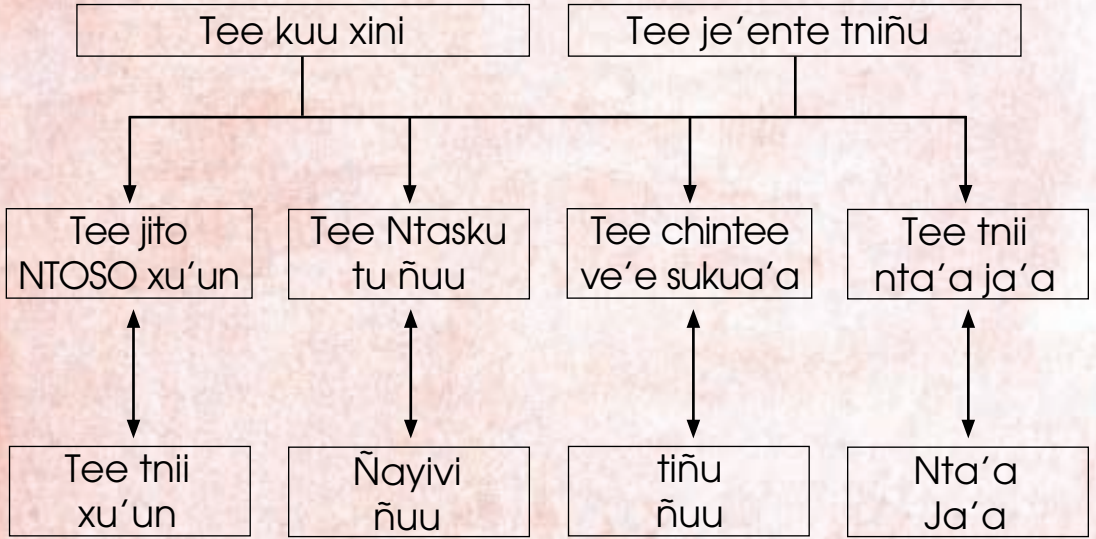 Tee kuu xini
Tee je’ente tniñu
Tee jito
NTOSO xu’un
Tee Ntasku
tu ñuu
Tee chintee
ve’e sukua’a
Tee tnii
nta’a ja’a
Tee tnii
xu’un
Ñayivi
ñuu
tiñu
ñuu
Nta’a
Ja’a